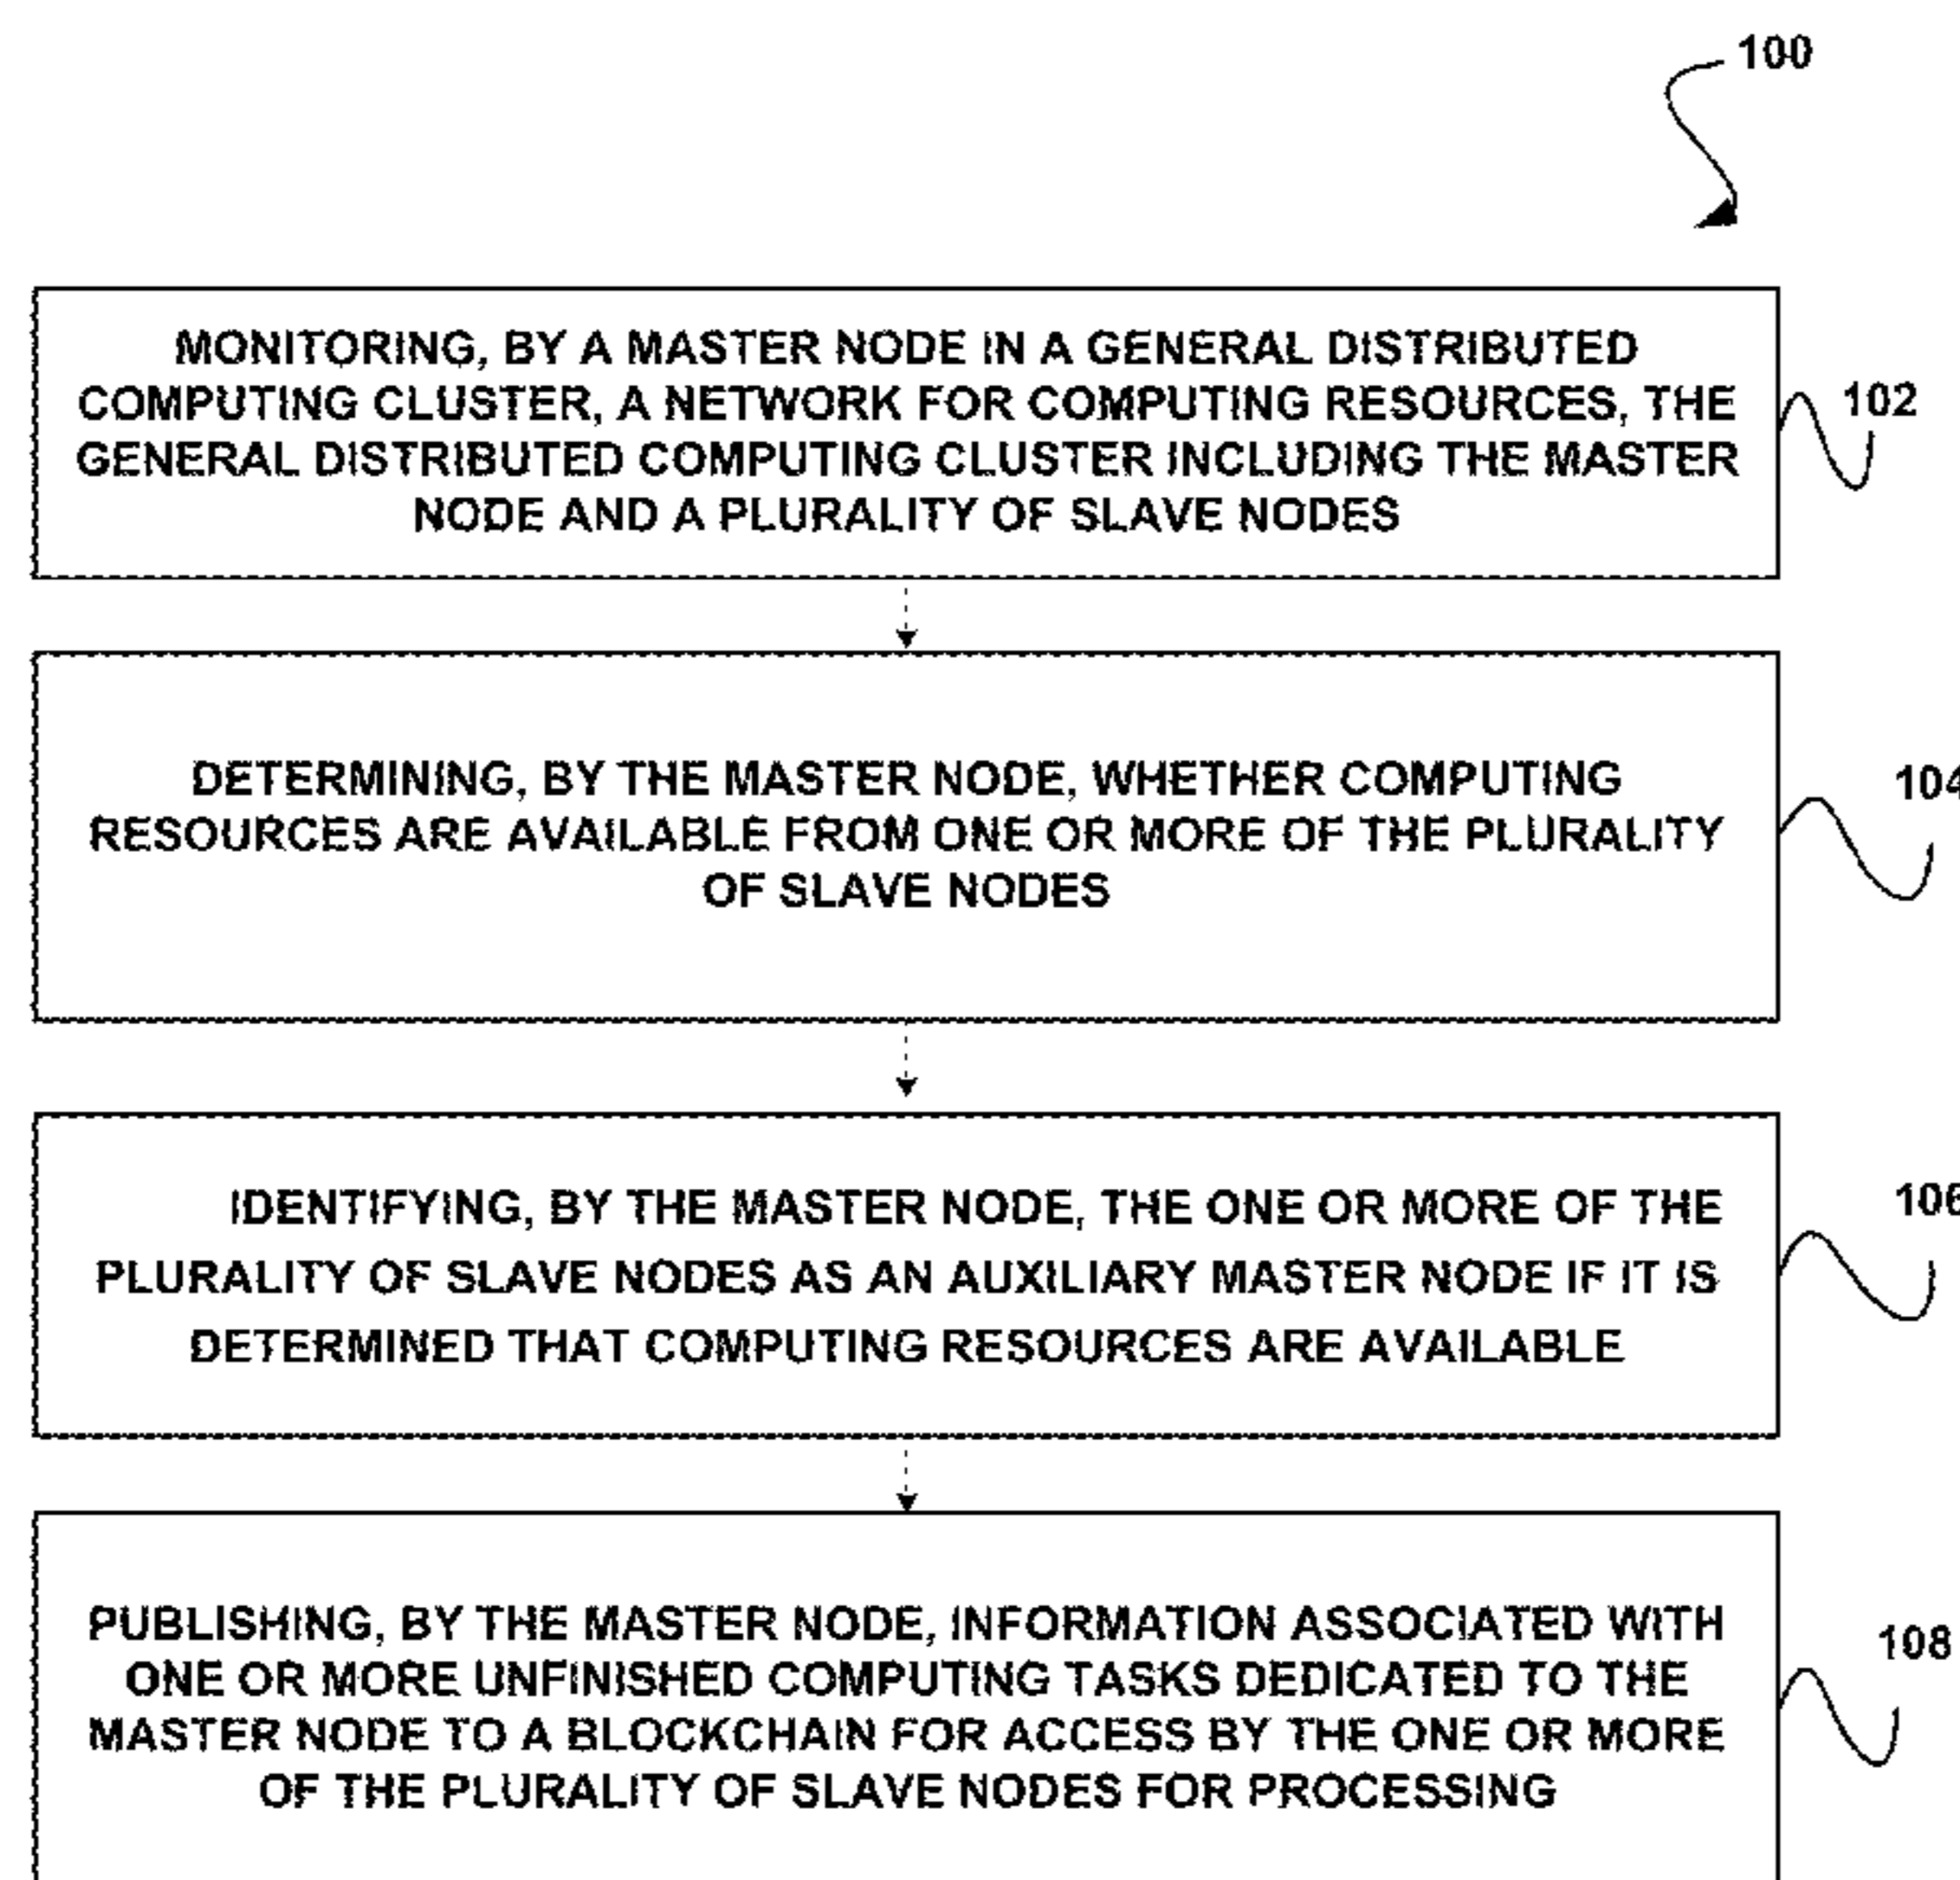 100
MONITORING, BY A MASTER NODE IN A GENERAL DISTRIBUTED
COMPUTING CLUSTER, A NETWORK FOR COMPUTING RESOURCES, THE
GENERAL DISTRIBUTED COMPUTING CLUSTER INCLUDING THE MASTER
NODE AND A PLURALITY OF SLAVE NODES
102
DETERMINING, BY THE MASTER NODE, WHETHER COMPUTING
RESOURCES ARE AVAILABLE FROM ONE OR MORE OF THE PLURALITY
OF SLAVE NODES
104
IDENTIFYING, BY THE MASTER NODE, THE ONE OR MORE OF THE
PLURALITY OF SLAVE NODES AS AN AUXILIARY MASTER NODE IF IT IS
DETERMINED THAT COMPUTING RESOURCES ARE AVAILABLE
106
PUBLISHING, BY THE MASTER NODE, INFORMATION ASSOCIATED WITH
ONE OR MORE UNFINISHED COMPUTING TASKS DEDICATED TO THE
MASTER NODE TO A BLOCKCHAIN FOR ACCESS BY THE ONE OR MORE
OF THE PLURALITY OF SLAVE NODES FOR PROCESSING
108